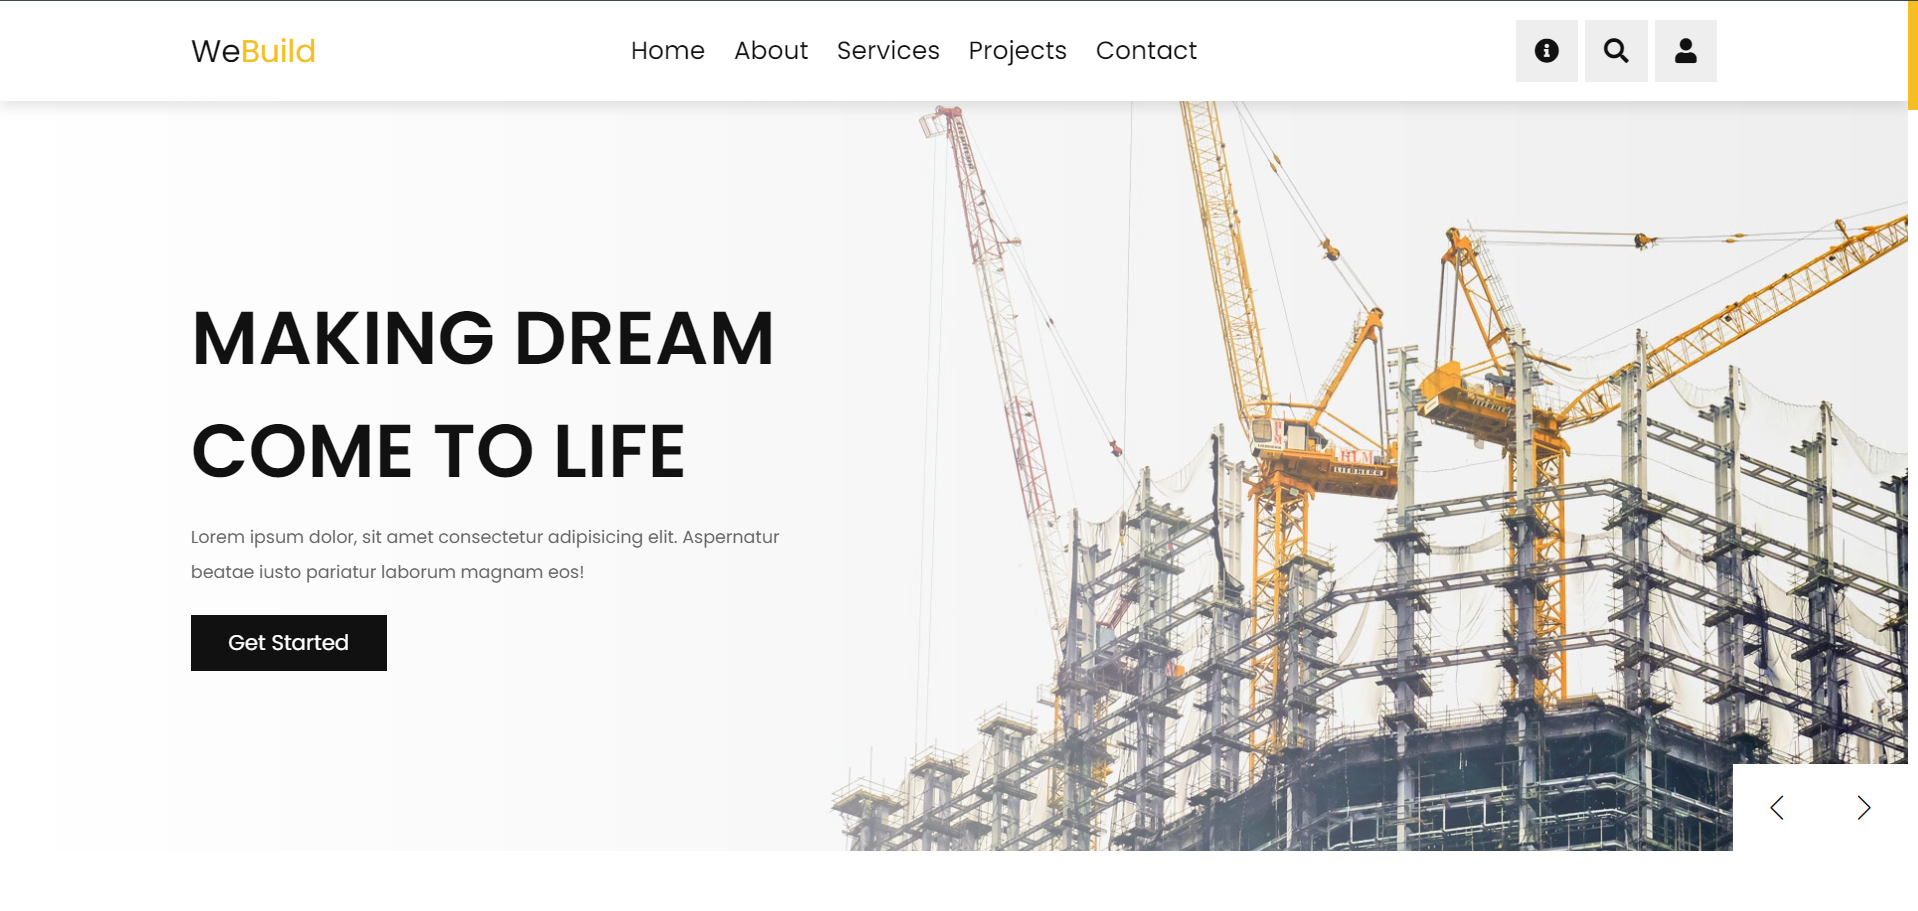 WeBuild
Home About Services Projects Contact
MAKING DREAM
COME TO LIFE
Lorem ipsum dolor, sit amet consectetur adipisicing elit. Aspernatur
beatae iusto pariatur laborum magnam eos!
Get Started